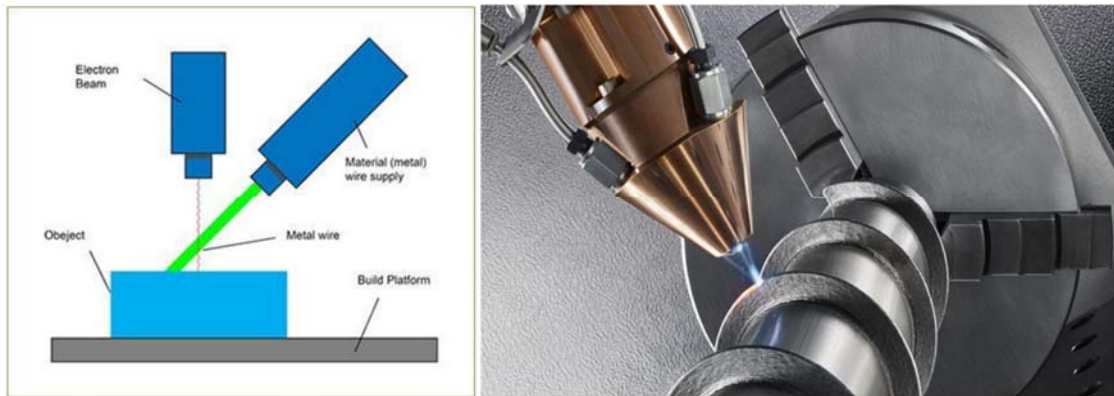 Electron
Beam
Material (metal)
wire supply
Obeject
Metal wire
Build Platform